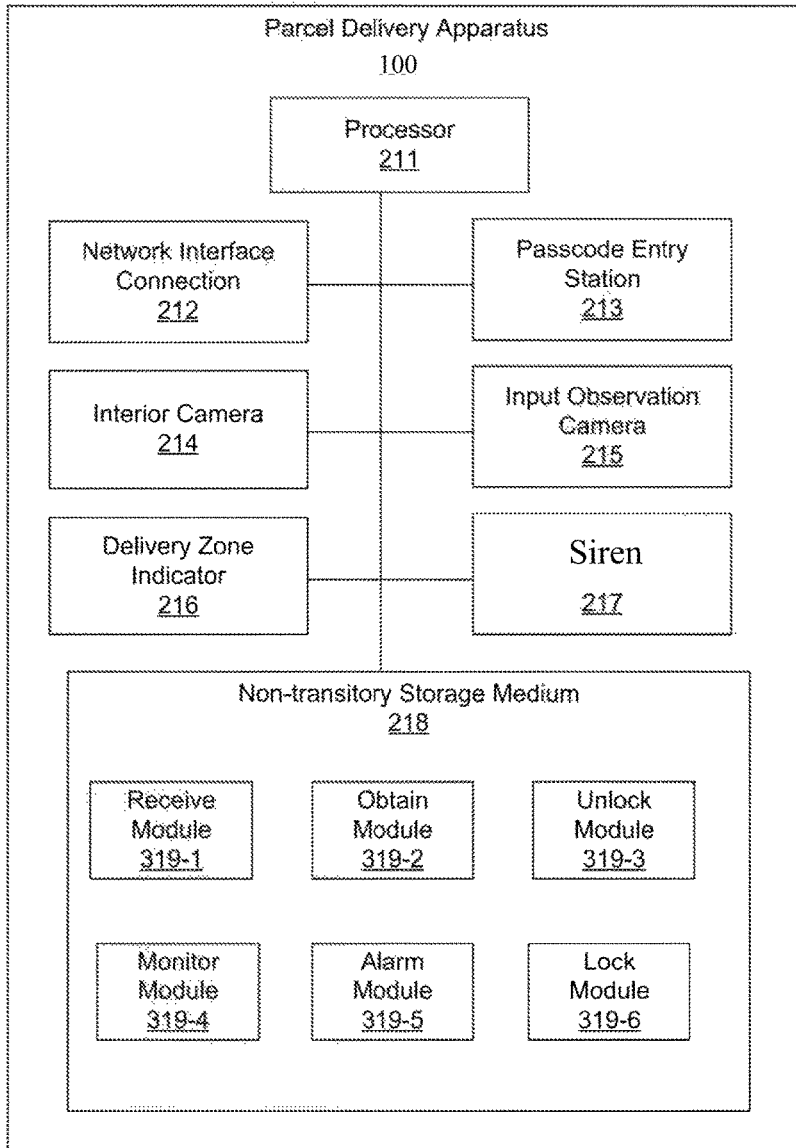 Parcel Delivery Apparatus
100
Processor
211
Network Interface
Connection
212
Passcode Entry
Station
213
Interior Camera
214
Input Observation
Camera
215
Delivery Zone
Indicator
216
Siren
217
Non-transitory Storage Medium
218
Receive
Module
319-1
Obtain
Module
319-2
Unlock
Module
319-3
Monitor
Module
319-4
Alarm
Module
319-5
Lock
Module
319-6